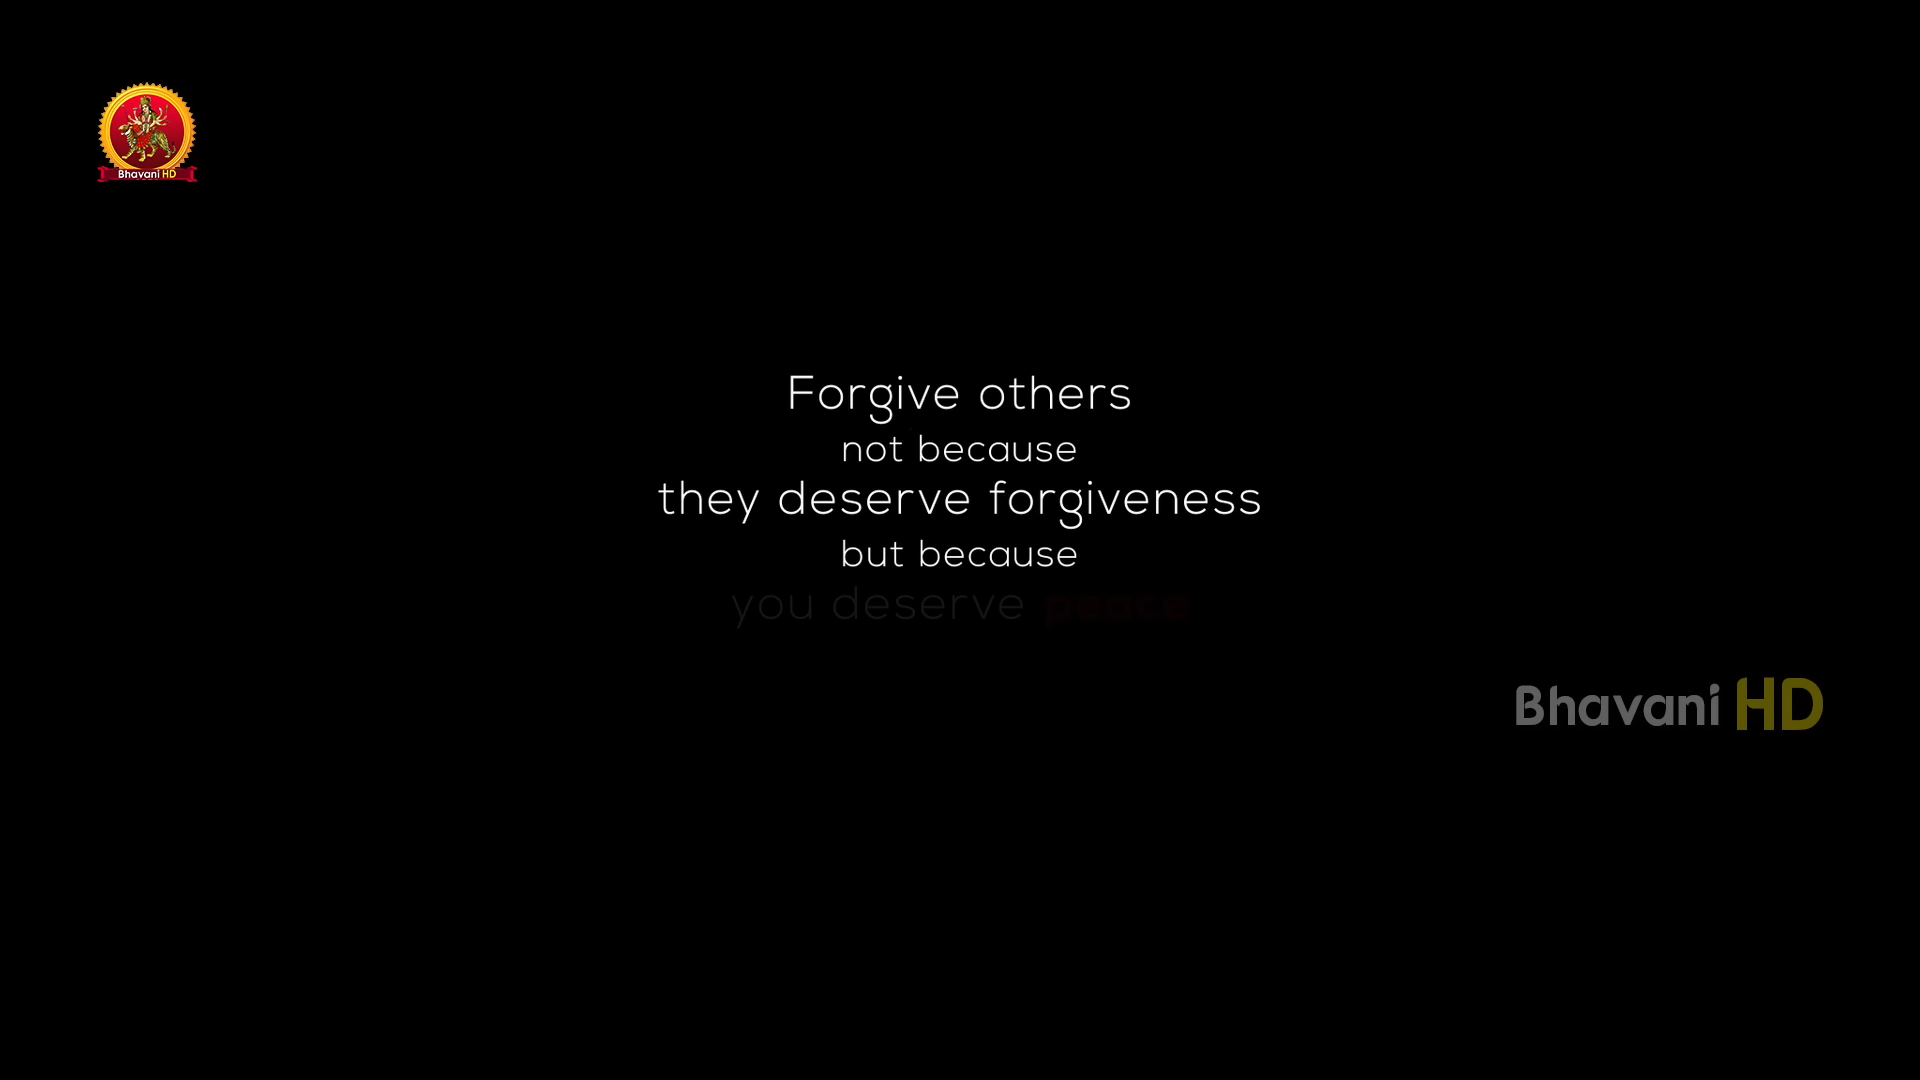 Bhavani HD
Forgive others
not because
they deserve forgiveness
but because
you deserve peace
Bhavani HD